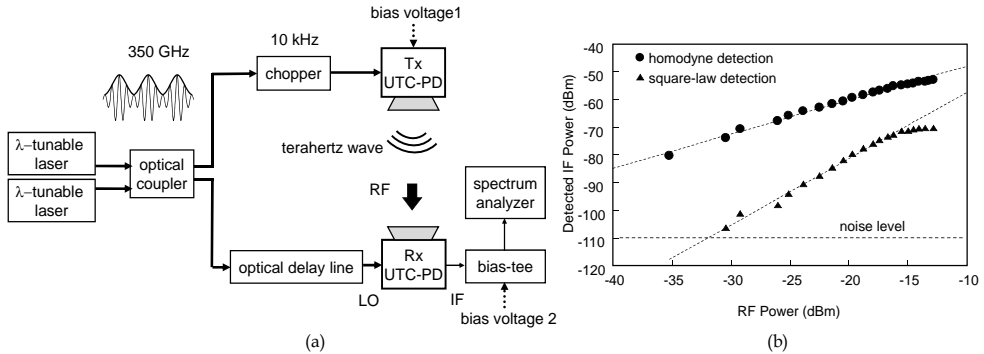 bias voltage1
350 GHz
10 kHz
chopper
Tx
UTC-PD
λ–tunable
laser
λ–tunable
laser
optical
coupler
terahertz wave
RF
spectrum
analyzer
optical delay line
Rx
UTC-PD
bias-tee
LO
IF
bias voltage 2
(a)
Detected IF Power (dBm)
-40
-50
-60
-70
-80
-90
-100
-110
-120
homodyne detection
square-law detection
noise level
-40
-35
-30
-25
-20
-15
-10
RF Power (dBm)
(b)